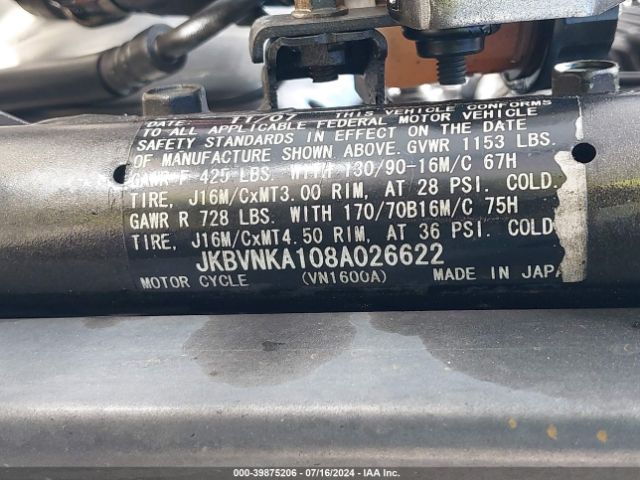 DATE: 11/07 THIS VEHICLE CONFORMS
TO ALL APPLICABLE FEDERAL MOTOR VEHICLE
SAFETY STANDARDS IN EFFECT ON THE DATE
OF MANUFACTURE SHOWN ABOVE. GVWR 1153 LBS.
GAWR F 425 LBS. WITH 130/90-16M/C 67H
TIRE, J16M/CxMT3.00 RIM, AT 28 PSI. COLD.
GAWR R 728 LBS. WITH 170/70B16M/C 75H
TIRE, J16M/CxMT4.50 RIM, AT 36 PSI. COLD
JKBVNKA108A026622
MOTOR CYCLE (VN1600A) MADE IN JAPA
000-39875206 - 07/16/2024 - IAA Inc.